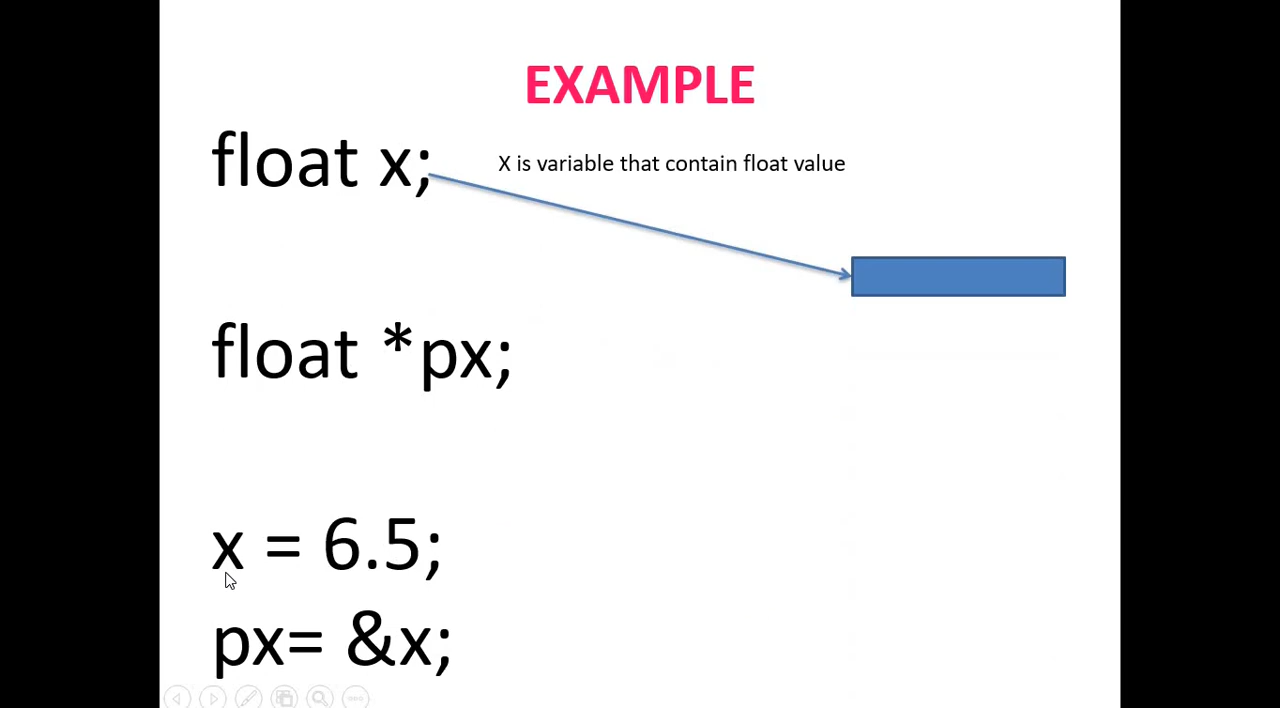 EXAMPLE
float x;
X is variable that contain float value
float *px;
x = 6.5;
px= &x;